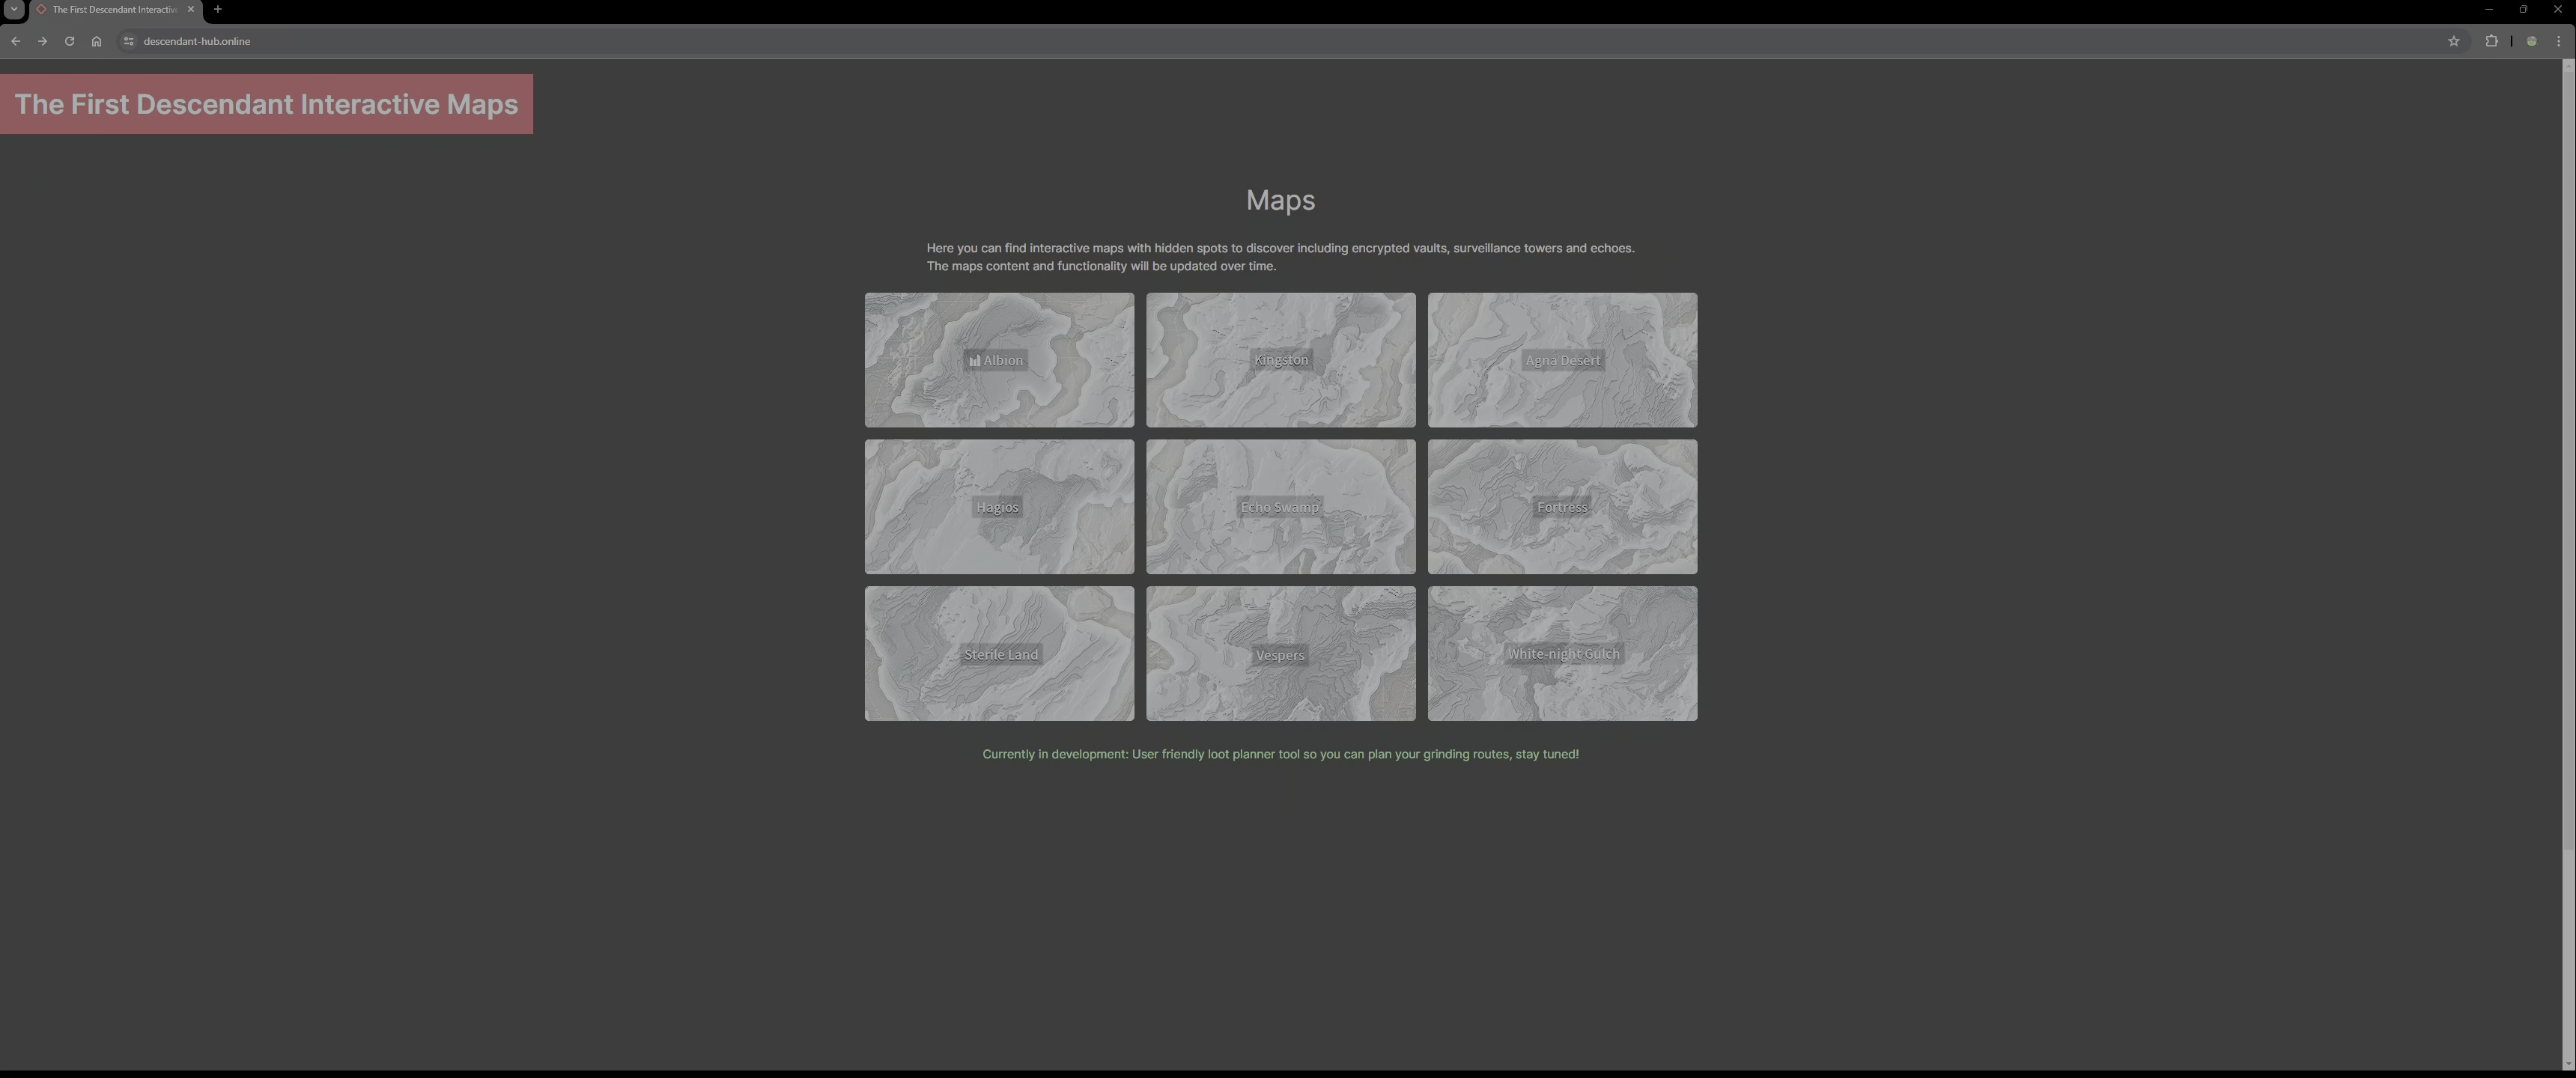 The First Descendant Interactive
descendant-hub.online
The First Descendant Interactive Maps
Maps
Here you can find interactive maps with hidden spots to discover including encrypted vaults, surveillance towers and echoes.
The maps content and functionality will be updated over time.
Albion
Kingston
Agna Desert
Hagios
Echo Swamp
Fortress
Sterile Land
Vespers
White-night Gulch
Currently in development: User friendly loot planner tool so you can plan your grinding routes, stay tuned!